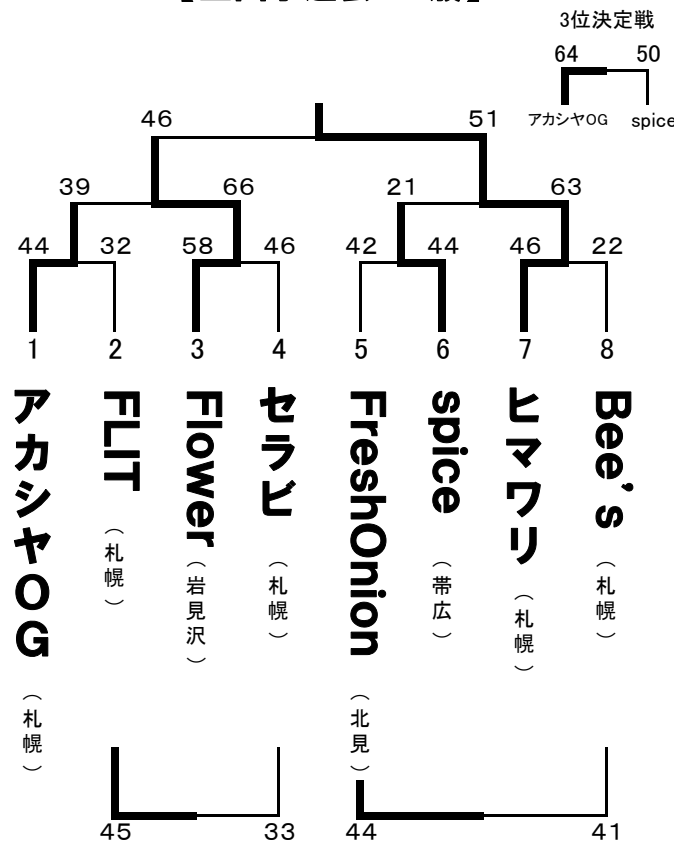 3位決定戦
64 50
アカシヤOG spice
46 51
39 66 21 63
44 32 58 46 42 44 46 22
1 2 3 4 5 6 7 8
アカシヤOG（札幌）
FLIT（札幌）
Flower（岩見沢）
セラビ（札幌）
FreshOnion（北見）
spice（帯広）
ヒマワリ（札幌）
Bee's（札幌）
45 33 44 41